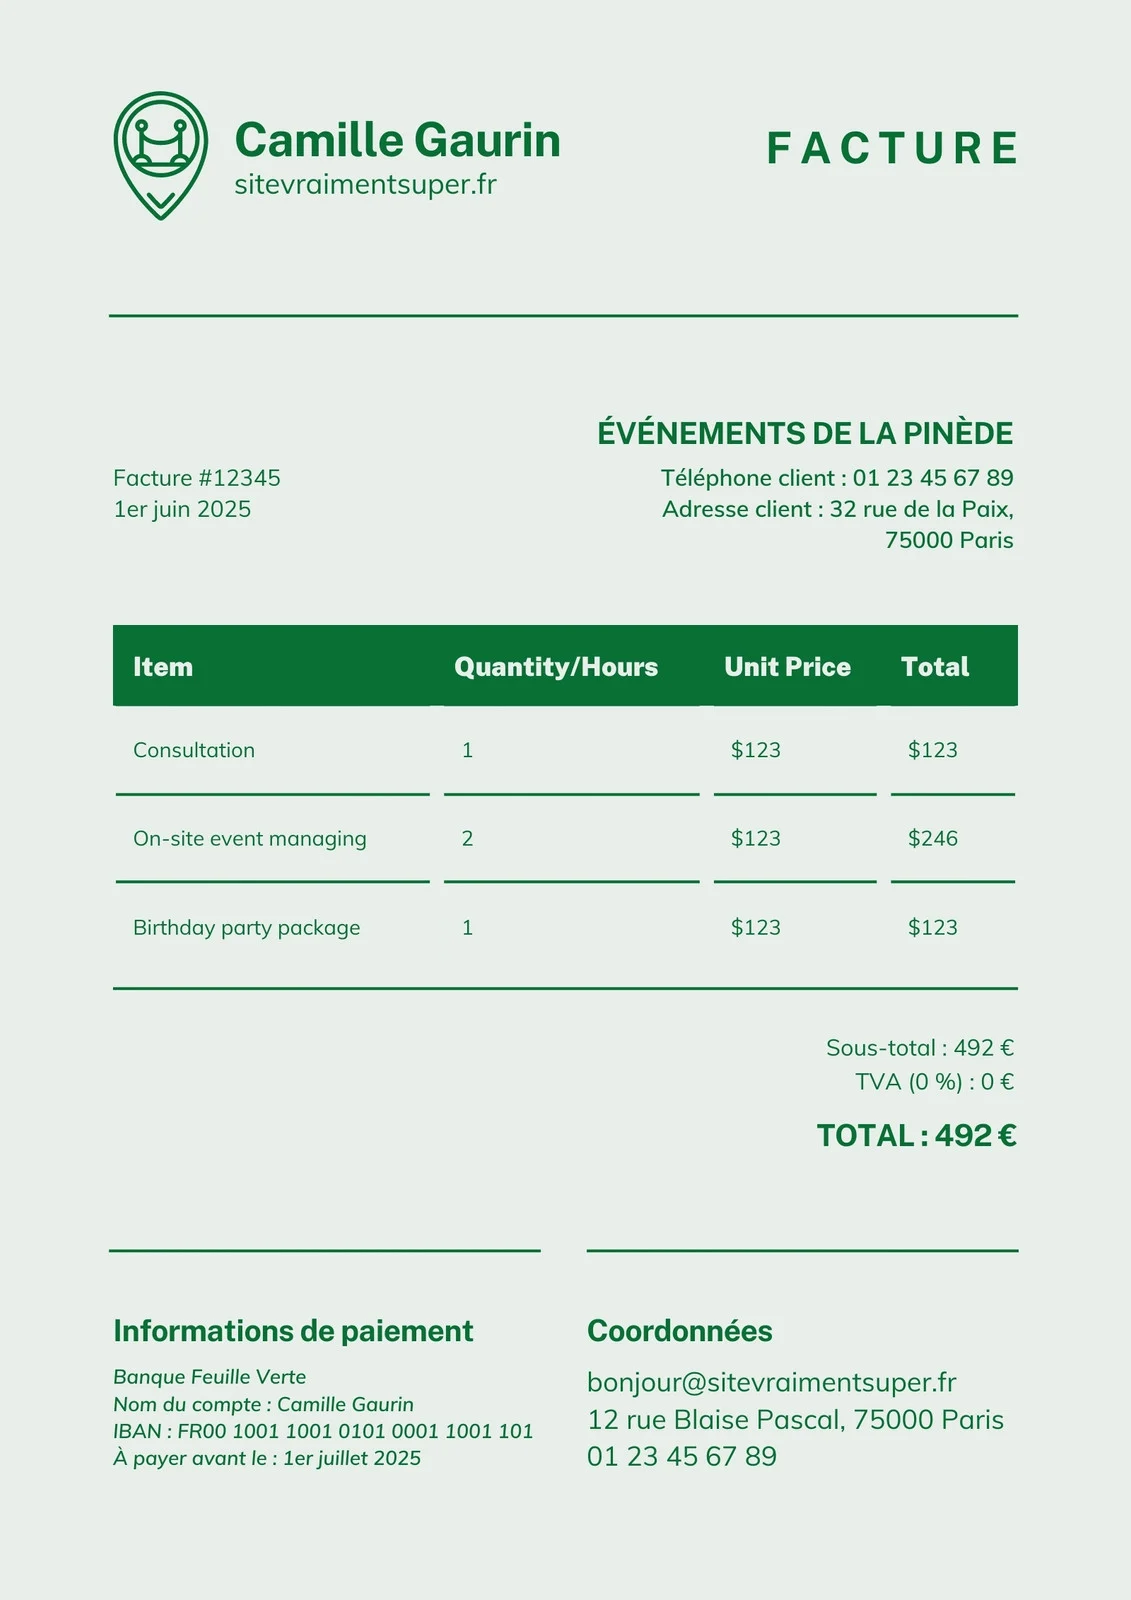 Camille Gaurin
sitevraimentsuper.fr
FACTURE
ÉVÉNEMENTS DE LA PINÈDE
Facture #12345
1er juin 2025
Téléphone client : 01 23 45 67 89
Adresse client : 32 rue de la Paix,
75000 Paris
Item Quantity/Hours Unit Price Total
Consultation 1 $123 $123
On-site event managing 2 $123 $246
Birthday party package 1 $123 $123
Sous-total : 492 €
TVA (0 %) : 0 €
TOTAL : 492 €
Informations de paiement
Banque Feuille Verte
Nom du compte : Camille Gaurin
IBAN : FR00 1001 1001 0101 0001 1001 101
À payer avant le : 1er juillet 2025
Coordonnées
bonjour@sitevraimentsuper.fr
12 rue Blaise Pascal, 75000 Paris
01 23 45 67 89